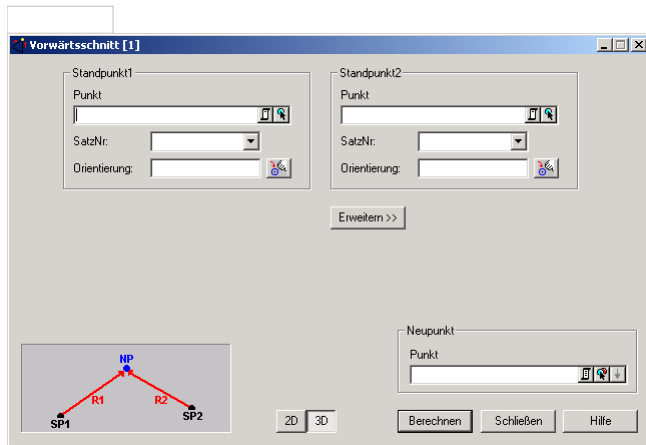 Vorwärtsschnitt [1]
Standpunkt1
Punkt
SatzNr:
Orientierung:
Standpunkt2
Punkt
SatzNr:
Orientierung:
Erweitern >>
Neupunkt
Punkt
NP
R1
R2
SP1
SP2
2D
3D
Berechnen
Schließen
Hilfe